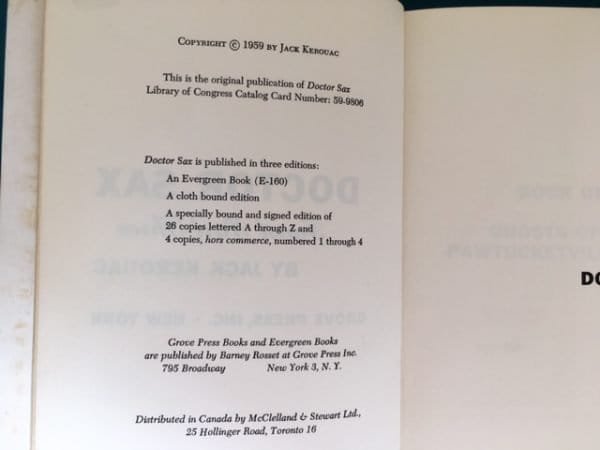 COPYRIGHT © 1959 BY JACK KEROUAC
This is the original publication of Doctor Sax
Library of Congress Catalog Card Number: 59-9806
Doctor Sax is published in three editions:
An Evergreen Book (E-160)
A cloth bound edition
A specially bound and signed edition of
26 copies lettered A through Z and
4 copies, hors commerce, numbered 1 through 4
Grove Press Books and Evergreen Books
are published by Barney Rosset at Grove Press Inc.
795 Broadway New York 3, N. Y.
Distributed in Canada by McClelland & Stewart Ltd.,
25 Hollinger Road, Toronto 16
DO